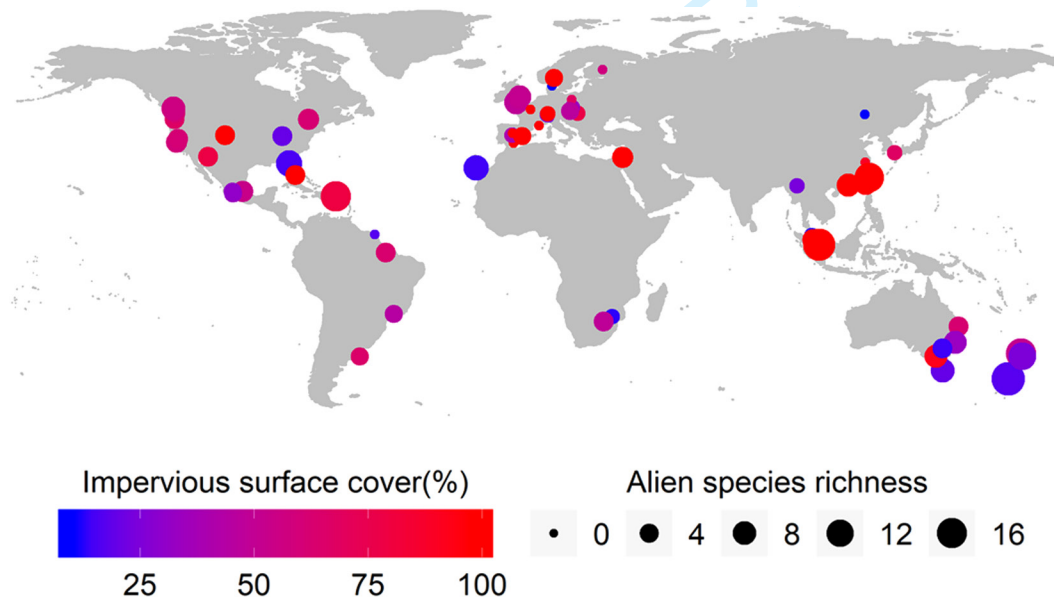 Impervious surface cover(%)
25 50 75 100
Alien species richness
0 4 8 12 16